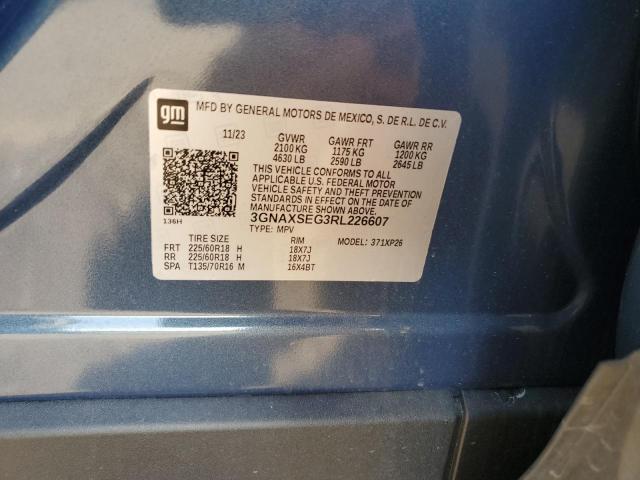 gm MFD BY GENERAL MOTORS DE MEXICO, S. DE R.L. DE C.V.
11/23 GVWR GAWR FRT GAWR RR
2100 KG 1175 KG 1200 KG
4630 LB 2590 LB 2645 LB
THIS VEHICLE CONFORMS TO ALL
APPLICABLE U.S. FEDERAL MOTOR
VEHICLE SAFETY, BUMPER, AND THEFT
PREVENTION STANDARDS IN EFFECT ON THE DATE OF
MANUFACTURE SHOWN ABOVE.
136H 3GNAXSEG3RL226607
TYPE: MPV
TIRE SIZE RIM MODEL: 371XP26
FRT 225/60R18 H 18X7J
RR 225/60R18 H 18X7J
SPA T135/70R16 M 16X4BT